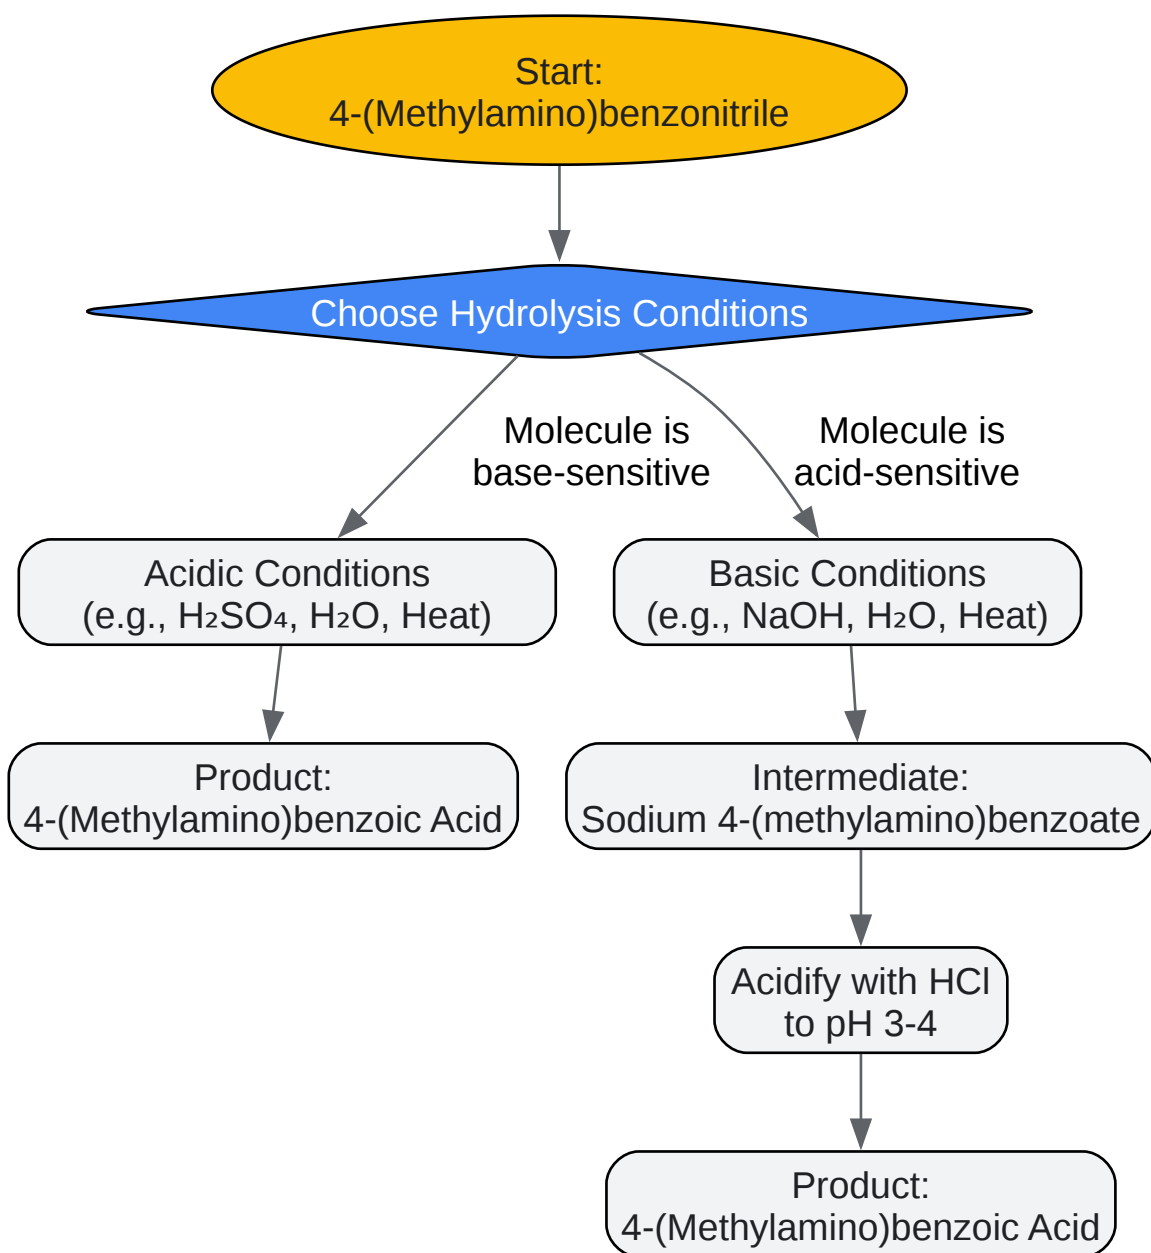 Start:
4-(Methylamino)benzonitrile
Choose Hydrolysis Conditions
Molecule is
base-sensitive
Molecule is
acid-sensitive
Acidic Conditions
(e.g., H₂SO₄, H₂O, Heat)
Basic Conditions
(e.g., NaOH, H₂O, Heat)
Product:
4-(Methylamino)benzoic Acid
Intermediate:
Sodium 4-(methylamino)benzoate
Acidify with HCl
to pH 3-4
Product:
4-(Methylamino)benzoic Acid